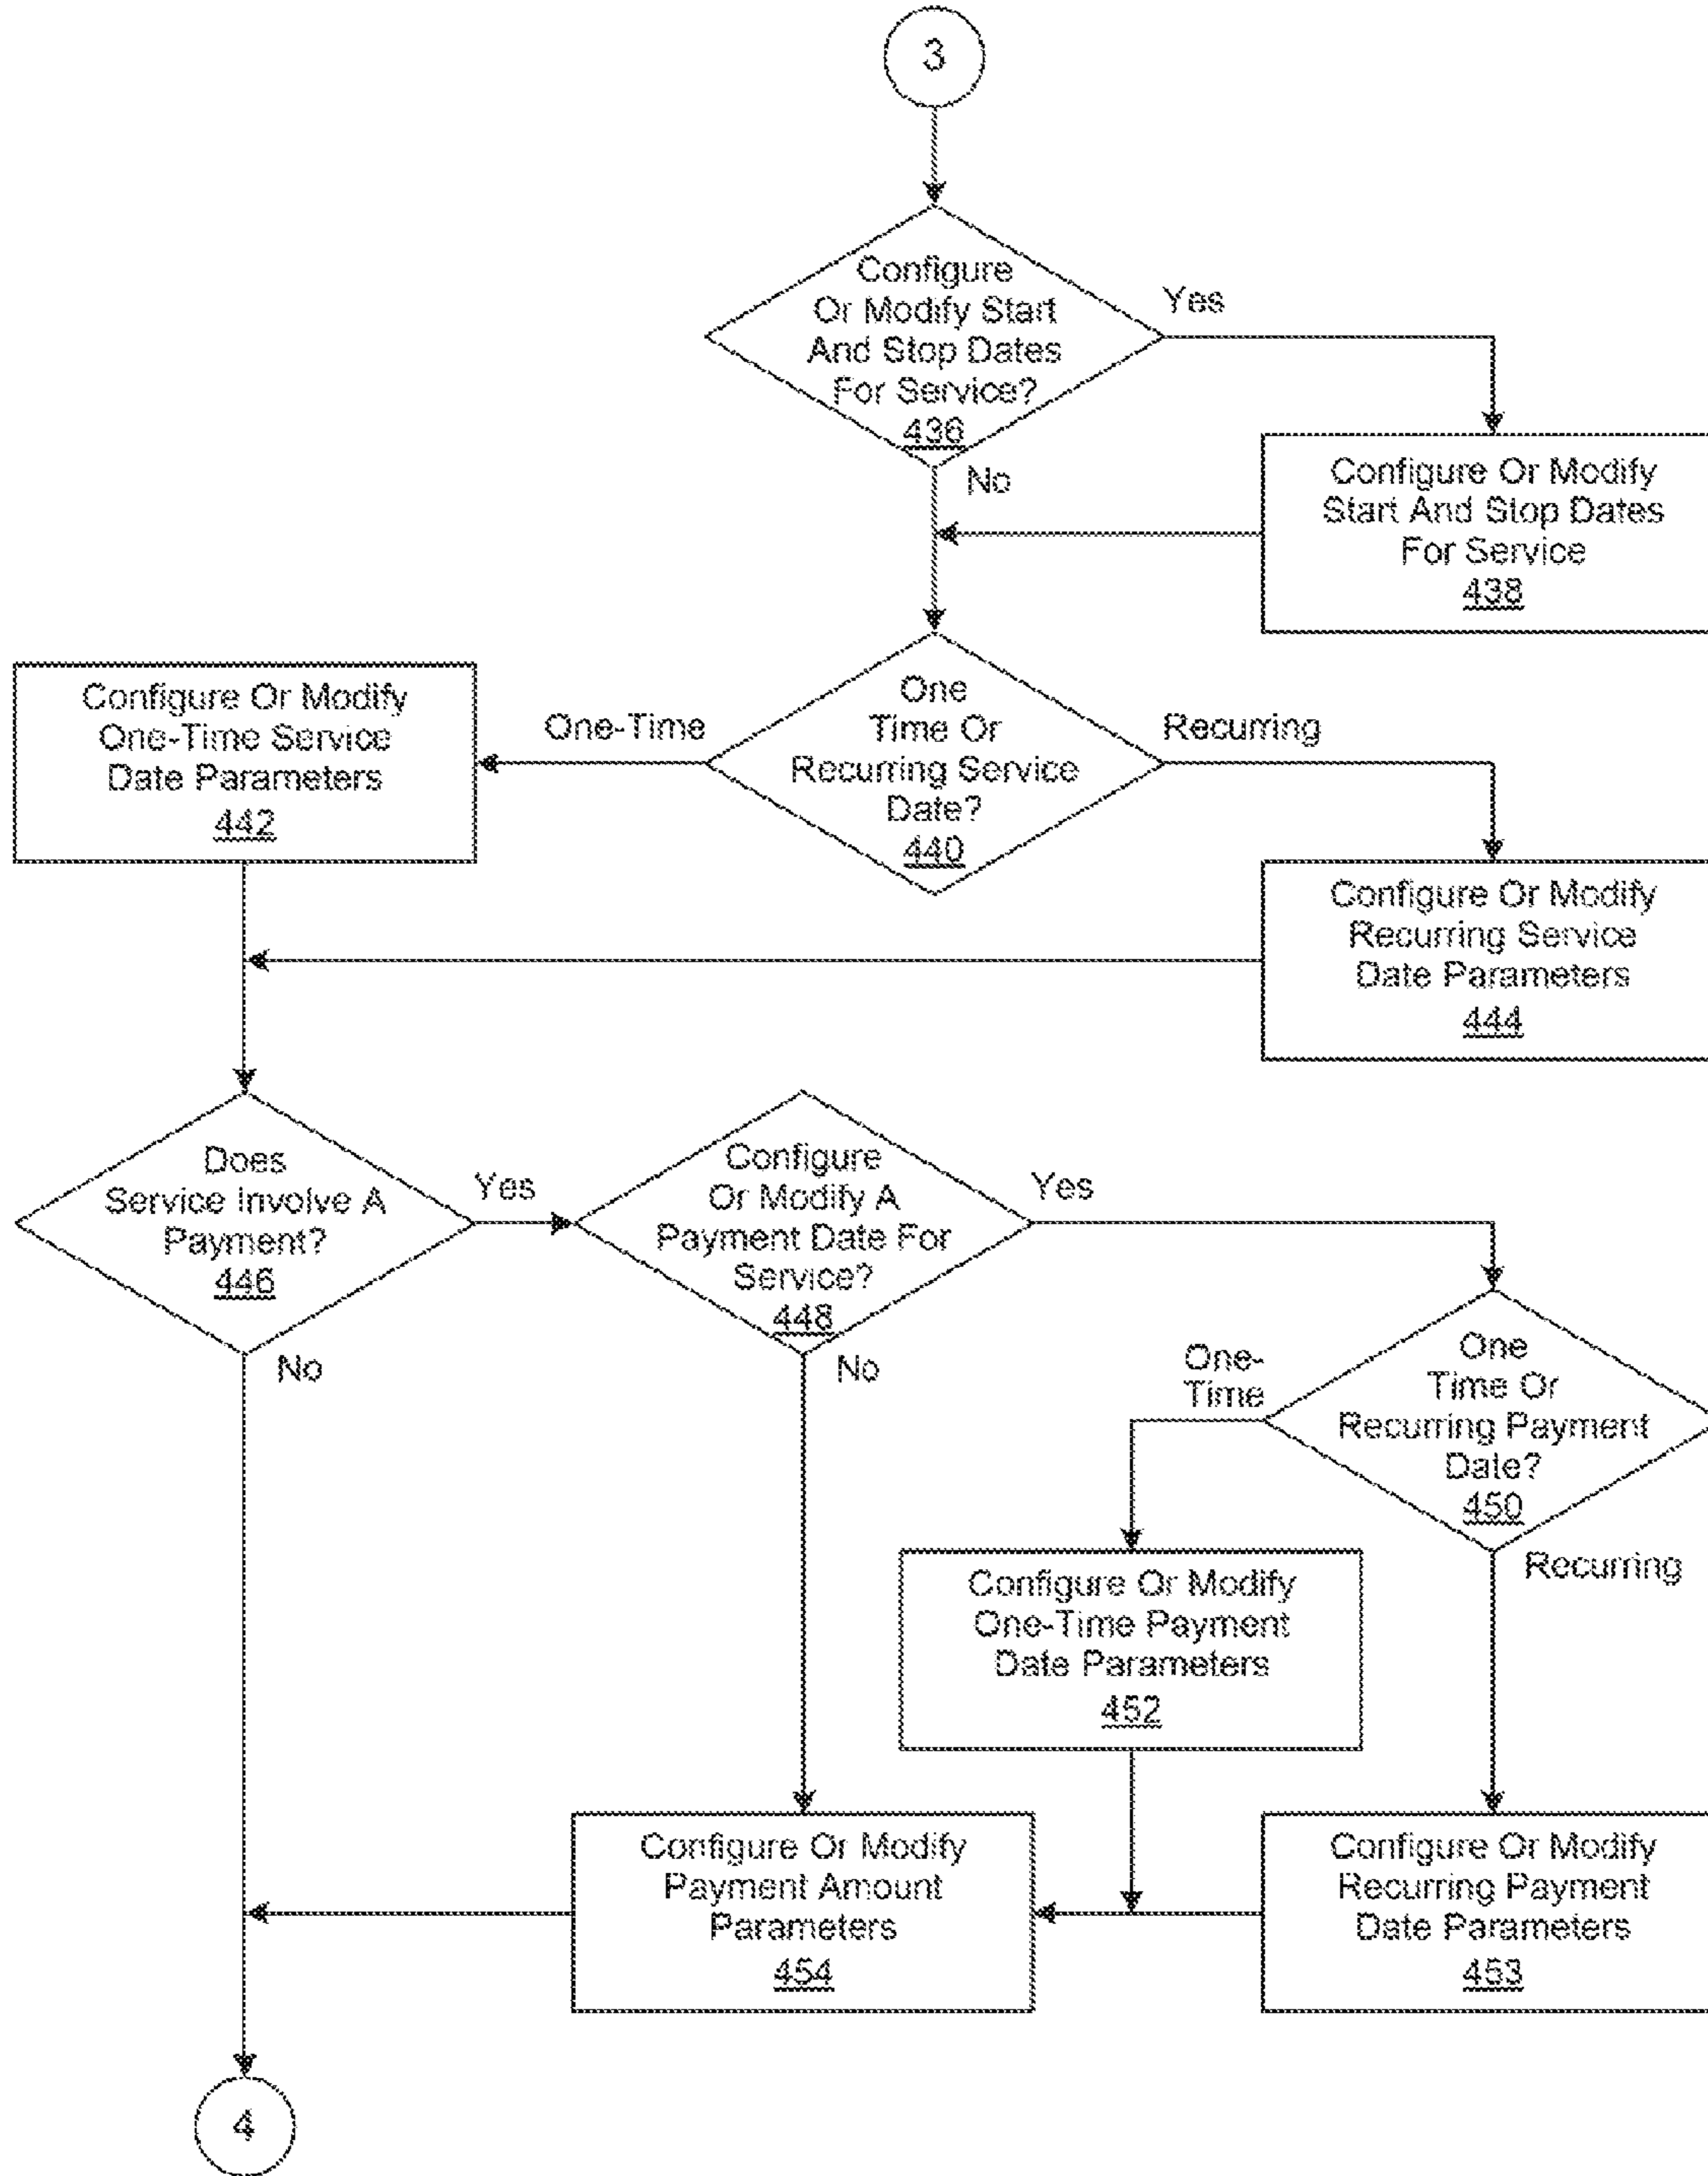 3
Configure
Or Modify Start
And Stop Dates
For Service?
436
Yes
No
Configure Or Modify
Start And Stop Dates
For Service
438
One
Time Or
Recurring Service
Date?
440
One-Time
Recurring
Configure Or Modify
One-Time Service
Date Parameters
442
Configure Or Modify
Recurring Service
Date Parameters
444
Does
Service Involve A
Payment?
446
Yes
No
Configure
Or Modify A
Payment Date For
Service?
448
Yes
No
One
Time Or
Recurring Payment
Date?
450
One-
Time
Recurring
Configure Or Modify
One-Time Payment
Date Parameters
452
Configure Or Modify
Payment Amount
Parameters
454
Configure Or Modify
Recurring Payment
Date Parameters
453
4